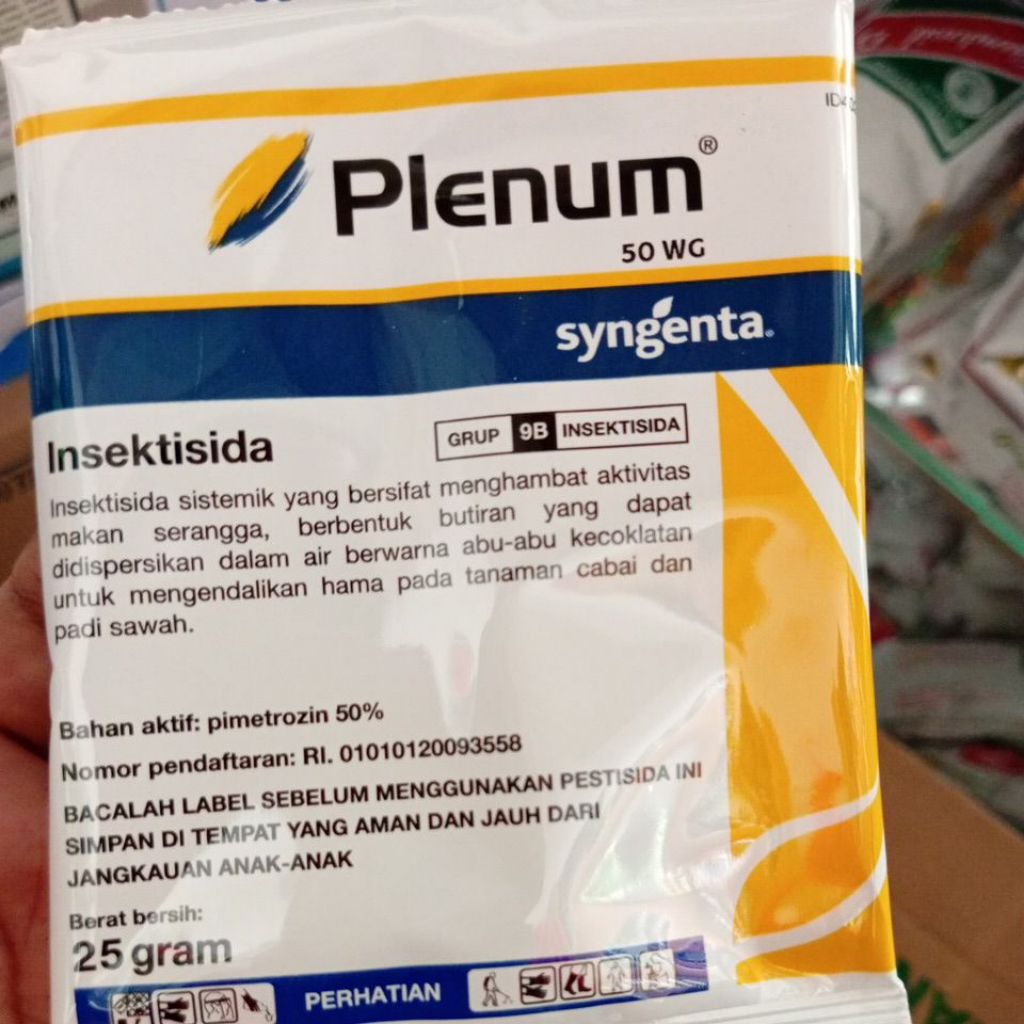 Plenum®
50 WG
syngenta
Insektisida
GRUP 9B INSEKTISIDA
Insektisida sistemik yang bersifat menghambat aktivitas
makan serangga, berbentuk butiran yang dapat
didispersikan dalam air berwarna abu-abu kecoklatan
untuk mengendalikan hama pada tanaman cabai dan
padi sawah.
Bahan aktif: pimetrozin 50%
Nomor pendaftaran: RI. 01010120093558
BACALAH LABEL SEBELUM MENGGUNAKAN PESTISIDA INI
SIMPAN DI TEMPAT YANG AMAN DAN JAUH DARI
JANGKAUAN ANAK-ANAK
Berat bersih:
25 gram
PERHATIAN